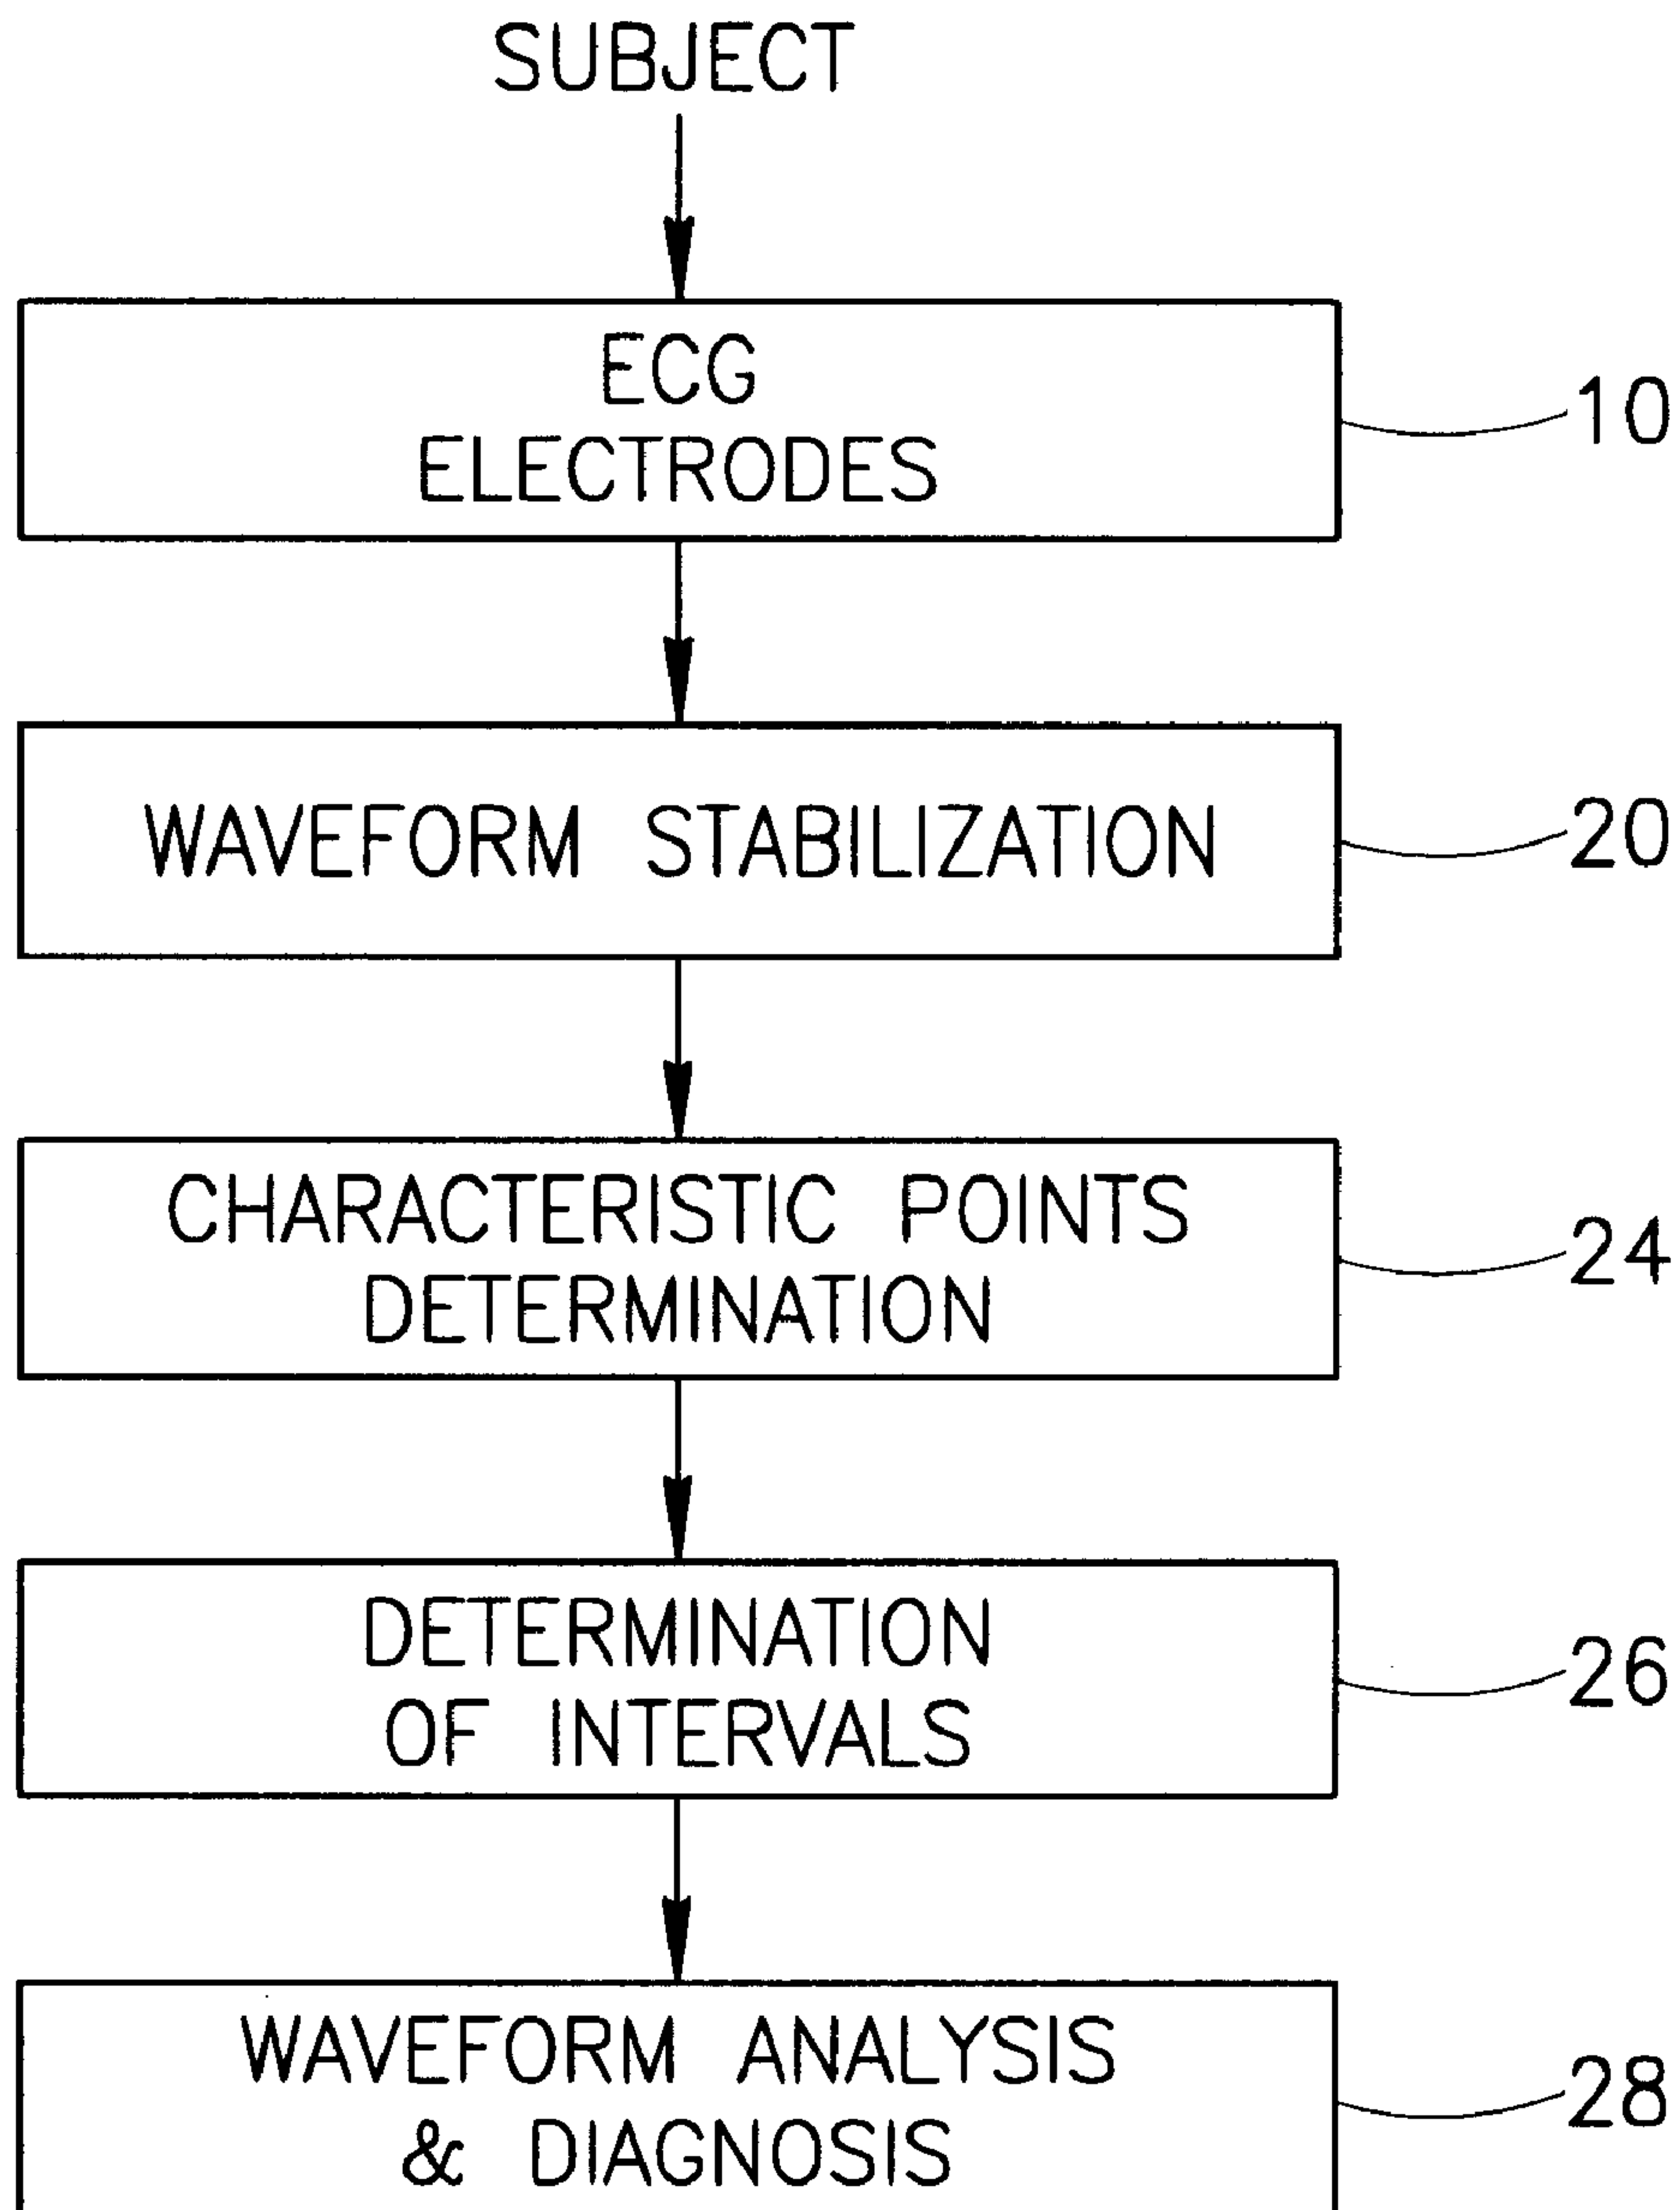 SUBJECT
ECG
ELECTRODES
10
WAVEFORM STABILIZATION
20
CHARACTERISTIC POINTS
DETERMINATION
24
DETERMINATION
OF INTERVALS
26
WAVEFORM ANALYSIS
& DIAGNOSIS
28